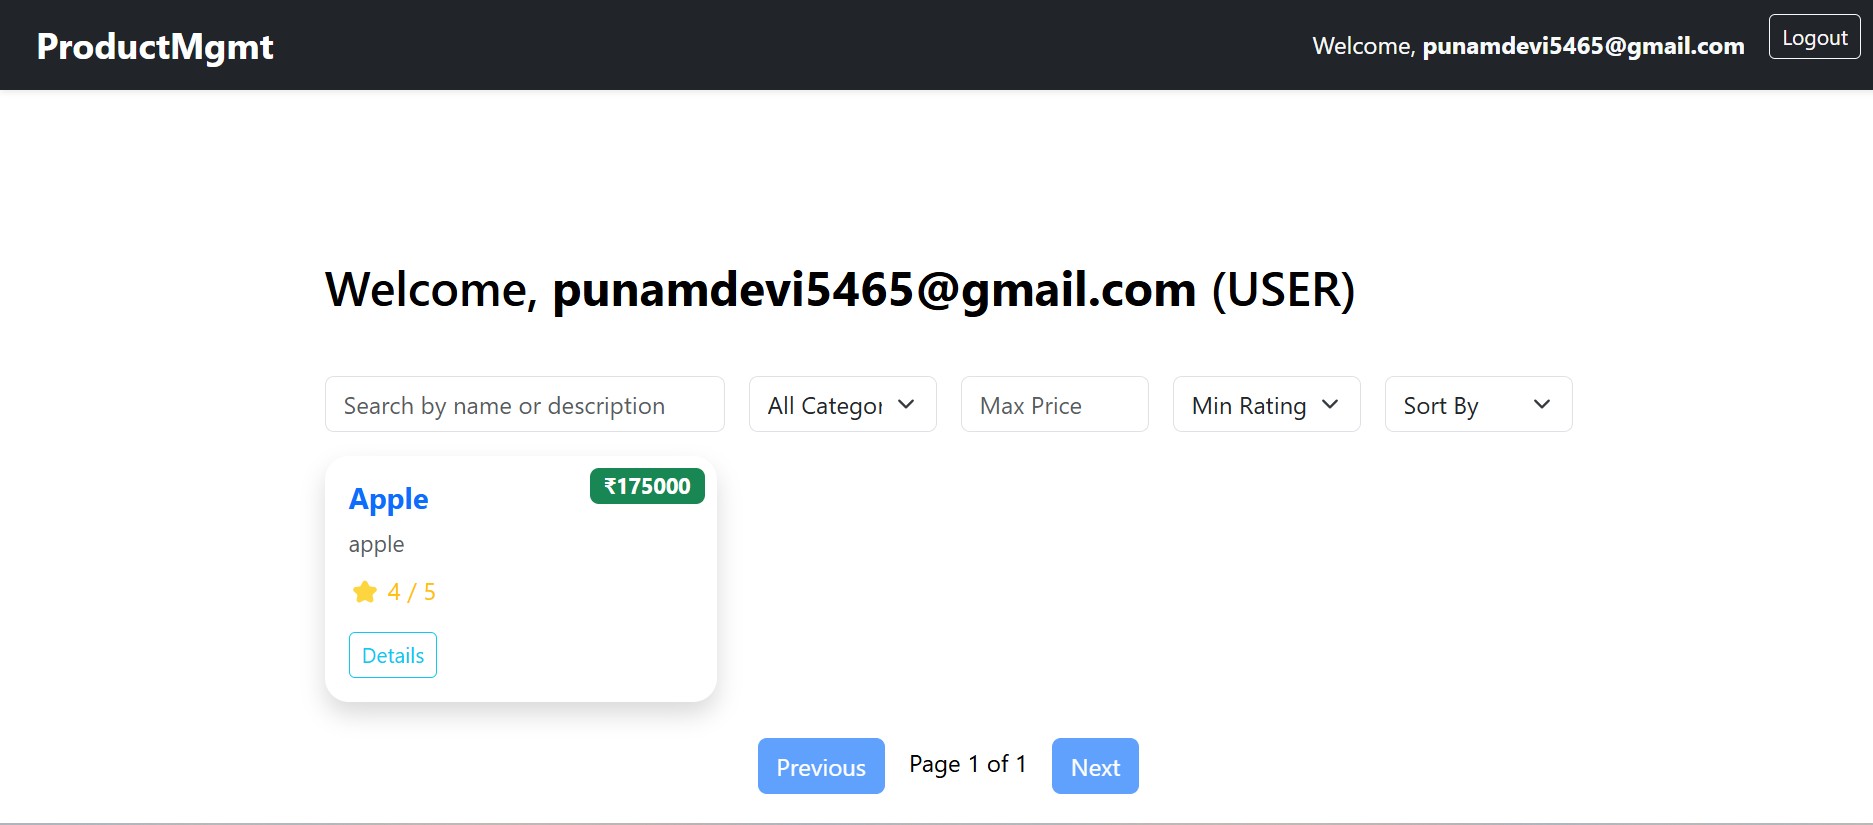 ProductMgmt
Welcome, punamdevi5465@gmail.com
Logout
Welcome, punamdevi5465@gmail.com (USER)
Search by name or description
All Categor
Max Price
Min Rating
Sort By
Apple
₹175000
apple
4 / 5
Details
Previous
Page 1 of 1
Next